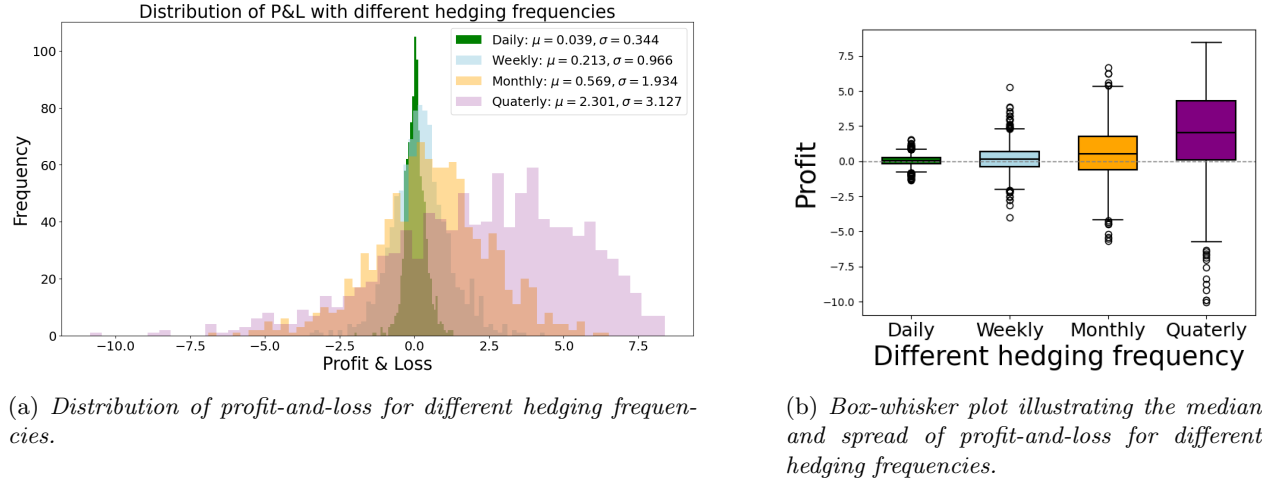 Distribution of P&L with different hedging frequencies
Daily: μ = 0.039, σ = 0.344
Weekly: μ = 0.213, σ = 0.966
Monthly: μ = 0.569, σ = 1.934
Quaterly: μ = 2.301, σ = 3.127
Frequency
100
80
60
40
20
0
−10.0 −7.5 −5.0 −2.5 0.0 2.5 5.0 7.5
Profit & Loss
(a) Distribution of profit-and-loss for different hedging frequen-
cies.
Profit
7.5
5.0
2.5
0.0
−2.5
−5.0
−7.5
−10.0
Daily Weekly Monthly Quaterly
Different hedging frequency
(b) Box-whisker plot illustrating the median
and spread of profit-and-loss for different
hedging frequencies.